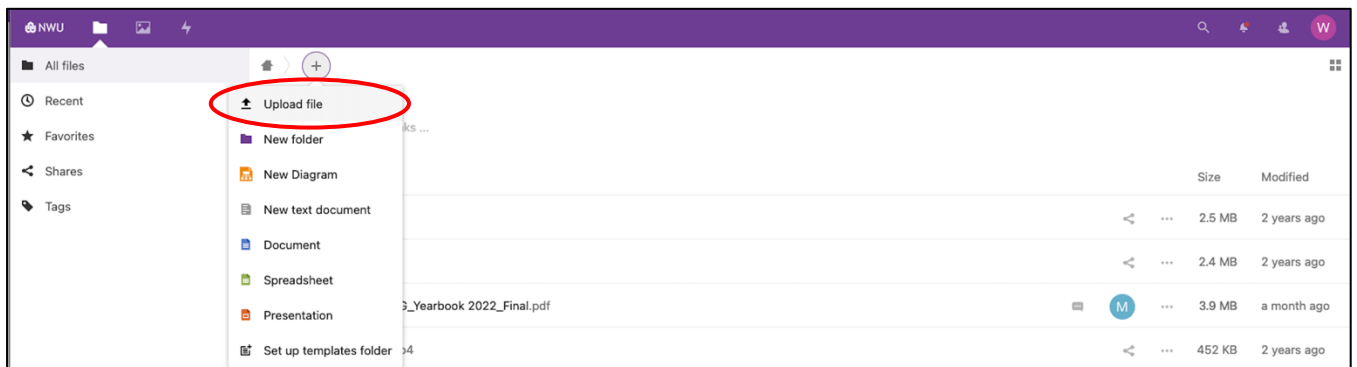 NWU
W
All files
+
Recent
Upload file
Favorites
ks ...
New folder
Shares
New Diagram
Size Modified
Tags
New text document
2.5 MB 2 years ago
Document
2.4 MB 2 years ago
Spreadsheet
G_Yearbook 2022_Final.pdf M 3.9 MB a month ago
Presentation
Set up templates folder p4 452 KB 2 years ago